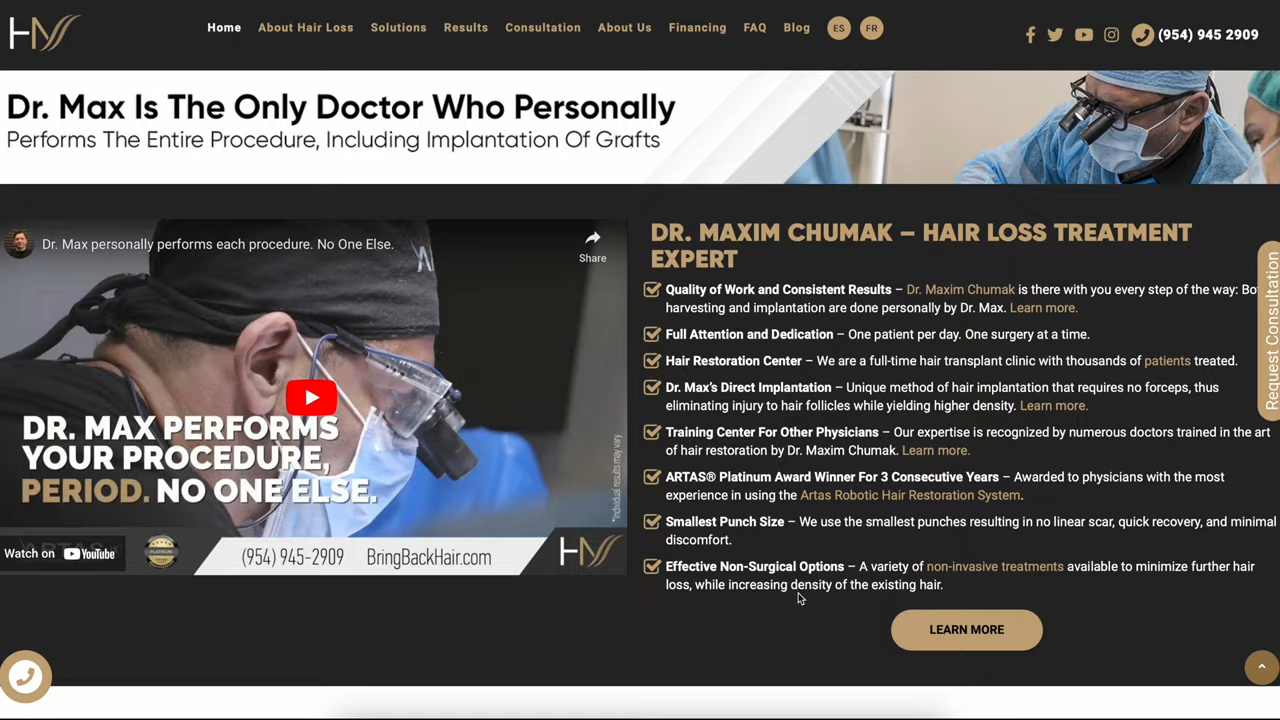 HM
Home About Hair Loss Solutions Results Consultation About Us Financing FAQ Blog ES FR
(954) 945 2909
Dr. Max Is The Only Doctor Who Personally
Performs The Entire Procedure, Including Implantation Of Grafts
Dr. Max personally performs each procedure. No One Else.
Share
DR. MAX PERFORMS
YOUR PROCEDURE,
PERIOD. NO ONE ELSE.
*Individual results may vary
Watch on YouTube
PLATINUM
(954) 945-2909 BringBackHair.com
HM
DR. MAXIM CHUMAK – HAIR LOSS TREATMENT
EXPERT
Quality of Work and Consistent Results – Dr. Maxim Chumak is there with you every step of the way: Bo
harvesting and implantation are done personally by Dr. Max. Learn more.
Full Attention and Dedication – One patient per day. One surgery at a time.
Hair Restoration Center – We are a full-time hair transplant clinic with thousands of patients treated.
Dr. Max's Direct Implantation – Unique method of hair implantation that requires no forceps, thus
eliminating injury to hair follicles while yielding higher density. Learn more.
Training Center For Other Physicians – Our expertise is recognized by numerous doctors trained in the art
of hair restoration by Dr. Maxim Chumak. Learn more.
ARTAS® Platinum Award Winner For 3 Consecutive Years – Awarded to physicians with the most
experience in using the Artas Robotic Hair Restoration System.
Smallest Punch Size – We use the smallest punches resulting in no linear scar, quick recovery, and minimal
discomfort.
Effective Non-Surgical Options – A variety of non-invasive treatments available to minimize further hair
loss, while increasing density of the existing hair.
LEARN MORE
Request Consultation